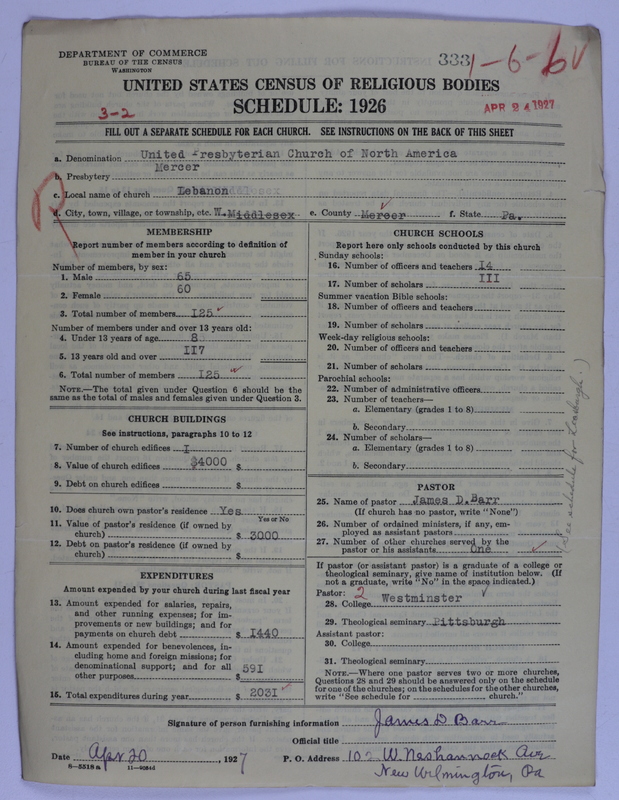 DEPARTMENT OF COMMERCE
BUREAU OF THE CENSUS
WASHINGTON
3331-6-6
UNITED STATES CENSUS OF RELIGIOUS BODIES
SCHEDULE: 1926
3-2
APR 24 1927
FILL OUT A SEPARATE SCHEDULE FOR EACH CHURCH. SEE INSTRUCTIONS ON THE BACK OF THIS SHEET
a. Denomination United Presbyterian Church of North America
b. Presbytery Mercer
c. Local name of church Lebanon
d. City, town, village, or township, etc. W. Middlesex e. County Mercer f. State Pa.
MEMBERSHIP
Report number of members according to definition of
member in your church
Number of members, by sex:
1. Male 65
2. Female 60
3. Total number of members 125
Number of members under and over 13 years old:
4. Under 13 years of age 8
5. 13 years old and over 117
6. Total number of members 125
NOTE.—The total given under Question 6 should be
same as the total of males and females given under Question 3.
CHURCH BUILDINGS
See instructions, paragraphs 10 to 12
7. Number of church edifices 1
8. Value of church edifices $4000 $
9. Debt on church edifices $
10. Does church own pastor's residence Yes
Yes or No
11. Value of pastor's residence (if owned by
church) $ 3000
12. Debt on pastor's residence (if owned by
church) $
EXPENDITURES
Amount expended by your church during last fiscal year
13. Amount expended for salaries, repairs,
and other running expenses; for im-
provements or new buildings; and for
payments on church debt $ 1440
14. Amount expended for benevolences, in-
cluding home and foreign missions; for
denominational support; and for all
other purposes $ 591
15. Total expenditures during year $ 2031
CHURCH SCHOOLS
Report here only schools conducted by this church
Sunday schools:
16. Number of officers and teachers 14
17. Number of scholars 111
Summer vacation Bible schools:
18. Number of officers and teachers
19. Number of scholars
Week-day religious schools:
20. Number of officers and teachers
21. Number of scholars
Parochial schools:
22. Number of administrative officers
23. Number of teachers—
a. Elementary (grades 1 to 8)
b. Secondary
24. Number of scholars—
a. Elementary (grades 1 to 8)
b. Secondary
PASTOR
25. Name of pastor James D. Barr
(If church has no pastor, write "None")
26. Number of ordained ministers, if any, em-
ployed as assistant pastors
27. Number of other churches served by the
pastor or his assistants One
If pastor (or assistant pastor) is a graduate of a college or
theological seminary, give name of institution below. (If
not a graduate, write "No" in the space indicated.)
Pastor: 2
28. College Westminster
29. Theological seminary Pittsburgh
Assistant pastor:
30. College
31. Theological seminary
NOTE.—Where one pastor serves two or more churches,
Questions 28 and 29 should be answered only on the schedule
for one of the churches; on the schedules for the other churches,
write "See schedule for church."
(See schedule for
Signature of person furnishing information James D Barr
Official title
Date Apr 20, 1927 P. O. Address W. Neshannock Ave
8-5518 a
New Wilmington, Pa